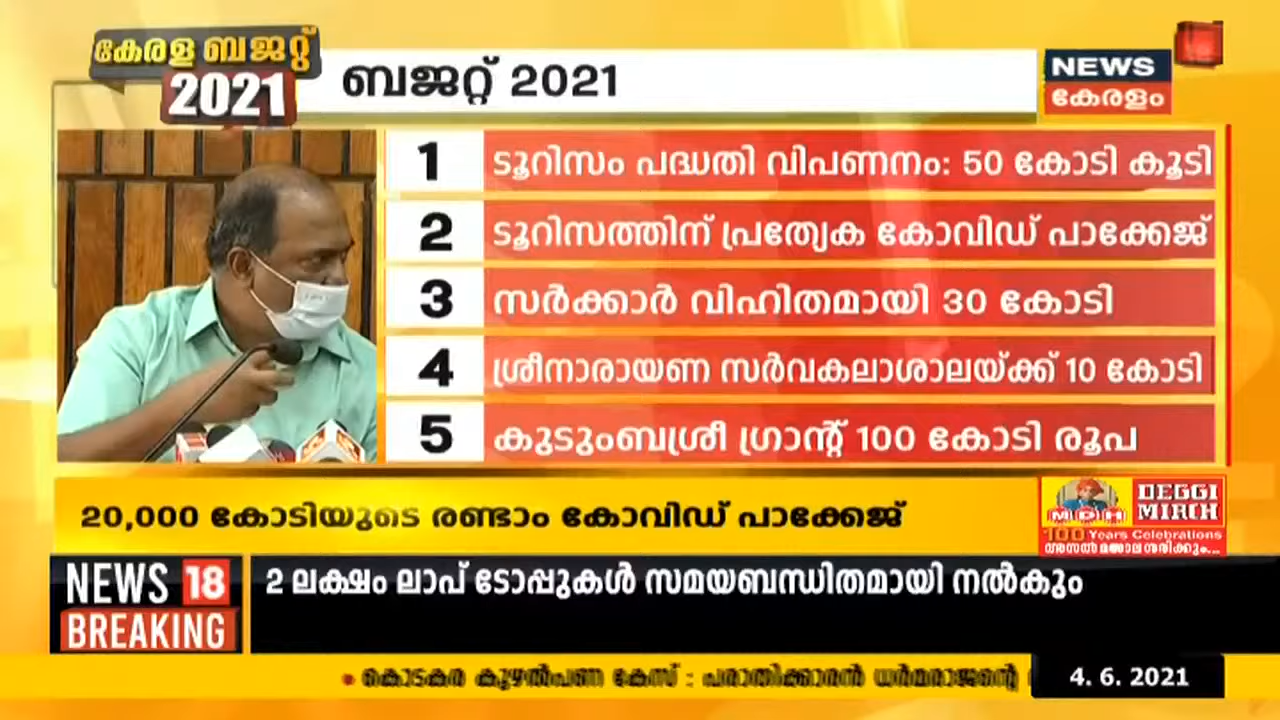 കേരള ബജറ്റ്
2021
ബജറ്റ് 2021
NEWS
കേരളം
1 ടൂറിസം പദ്ധതി വിപണനം: 50 കോടി കൂടി
2 ടൂറിസത്തിന് പ്രത്യേക കോവിഡ് പാക്കേജ്
3 സർക്കാർ വിഹിതമായി 30 കോടി
4 ശ്രീനാരായണ സർവകലാശാലയ്ക്ക് 10 കോടി
5 കുടുംബശ്രീ ഗ്രാന്റ് 100 കോടി രൂപ
20,000 കോടിയുടെ രണ്ടാം കോവിഡ് പാക്കേജ്
MPH
DEGGI
MIRCH
100 Years Celebrations
NEWS 18
BREAKING
2 ലക്ഷം ലാപ് ടോപ്പുകൾ സമയബന്ധിതമായി നൽകും
• കൊടകര കുഴൽപണ കേസ് : പരാതിക്കാരൻ ധർമരാജന്റെ
4. 6. 2021